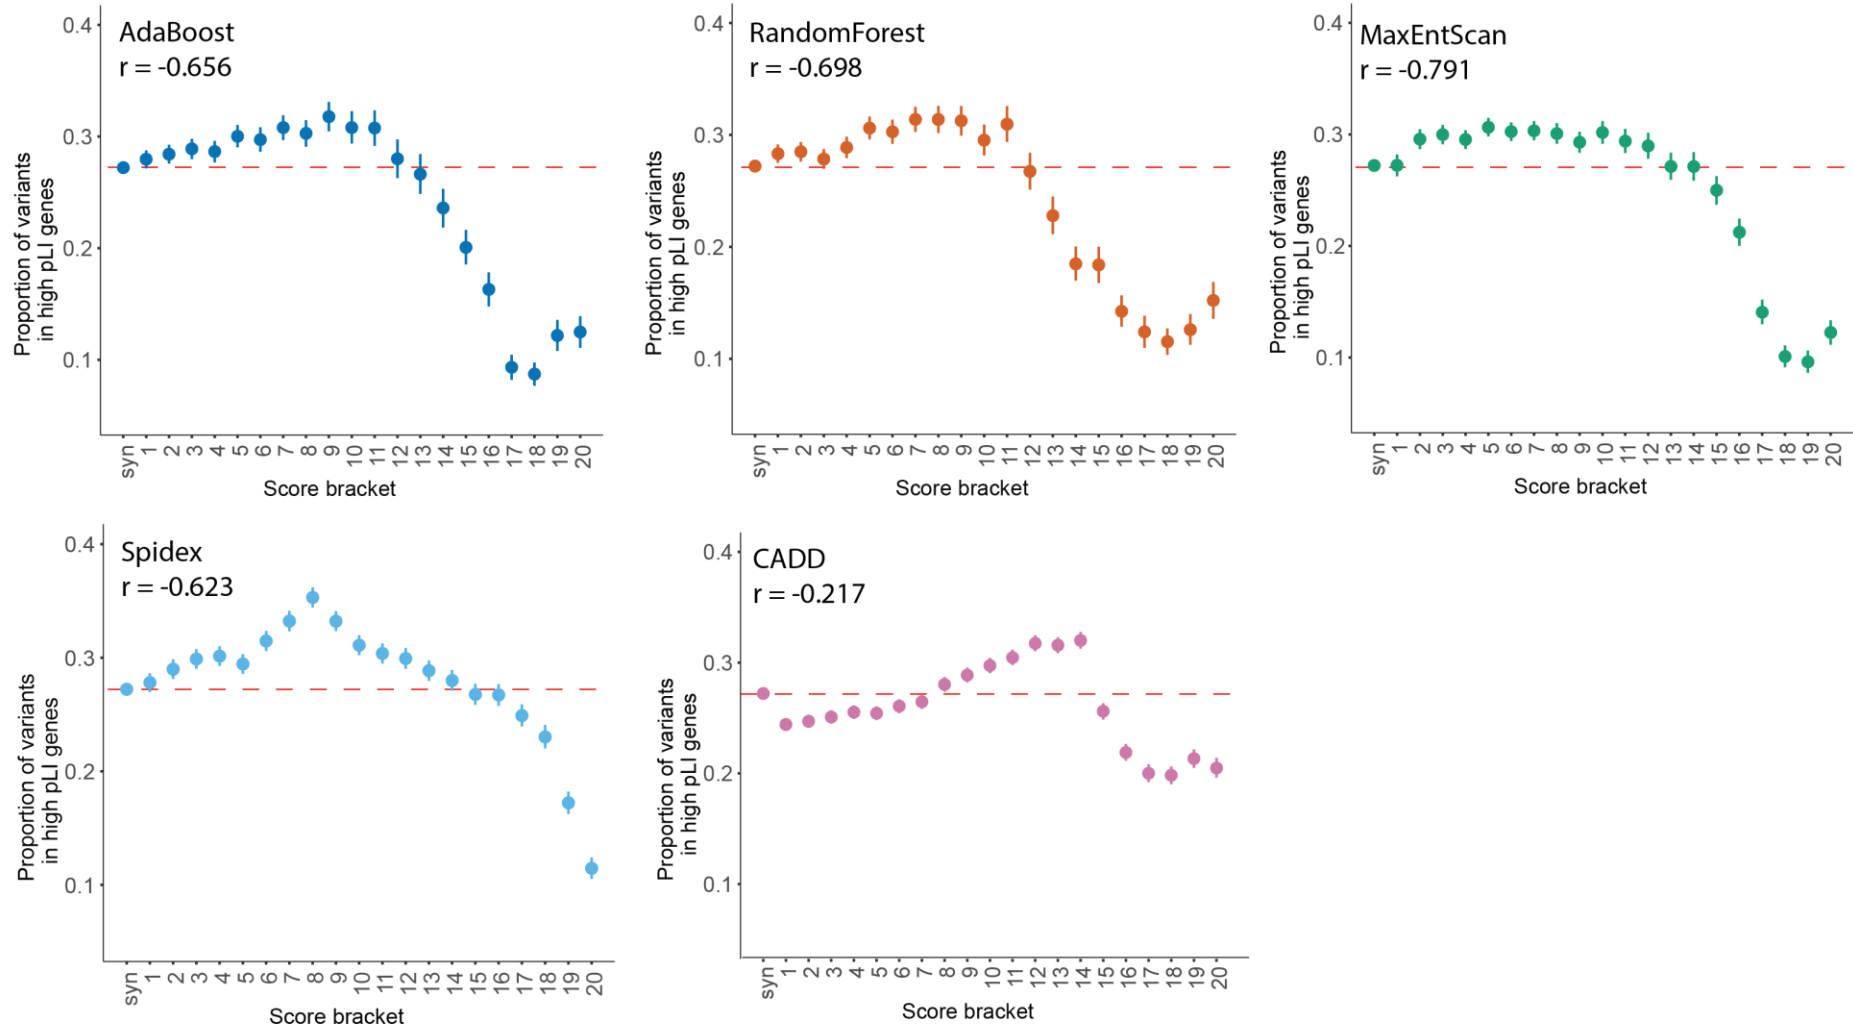 AdaBoost
r = -0.656
0.4
0.3
0.2
0.1
Proportion of variants
in high pLI genes
syn 1 2 3 4 5 6 7 8 9 10 11 12 13 14 15 16 17 18 19 20
Score bracket
RandomForest
r = -0.698
0.4
0.3
0.2
0.1
Proportion of variants
in high pLI genes
syn 1 2 3 4 5 6 7 8 9 10 11 12 13 14 15 16 17 18 19 20
Score bracket
MaxEntScan
r = -0.791
0.4
0.3
0.2
0.1
Proportion of variants
in high pLI genes
syn 1 2 3 4 5 6 7 8 9 10 11 12 13 14 15 16 17 18 19 20
Score bracket
Spidex
r = -0.623
0.4
0.3
0.2
0.1
Proportion of variants
in high pLI genes
syn 1 2 3 4 5 6 7 8 9 10 11 12 13 14 15 16 17 18 19 20
Score bracket
CADD
r = -0.217
0.4
0.3
0.2
0.1
Proportion of variants
in high pLI genes
syn 1 2 3 4 5 6 7 8 9 10 11 12 13 14 15 16 17 18 19 20
Score bracket